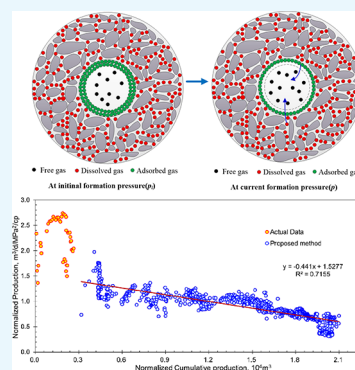 ● Free gas ● Dissolved gas ● Adsorbed gas
At initinal formation pressure(pᵢ)
● Free gas ● Dissolved gas ● Adsorbed gas
At current formation pressure(p)
Normalized Production, m³/d/MPa²/cp
3.0
2.5
2.0
1.5
1.0
0.5
0.0
Actual Data
Proposed method
y = -0.441x + 1.5277
R² = 0.7155
0.0 0.3 0.6 0.9 1.2 1.5 1.8 2.1
Normalized Cumulative production, 10⁶m³